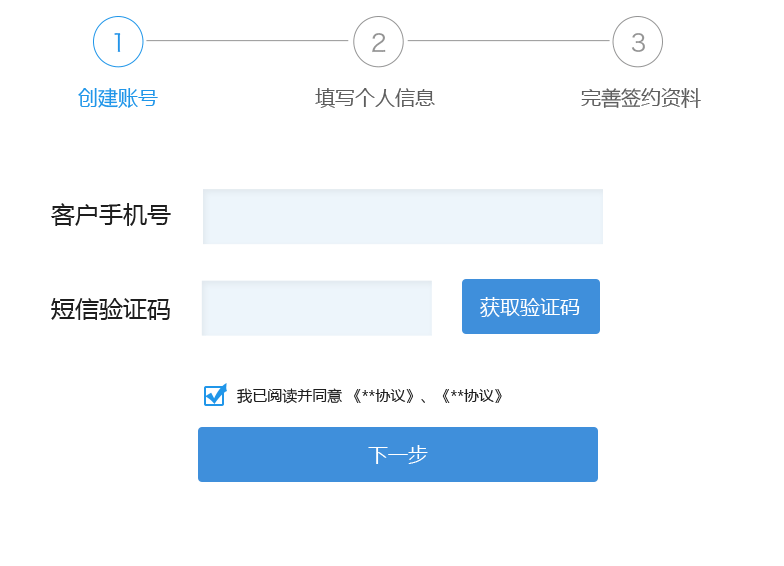 1 2 3
创建账号 填写个人信息 完善签约资料
客户手机号
短信验证码 获取验证码
我已阅读并同意 《**协议》、《**协议》
下一步